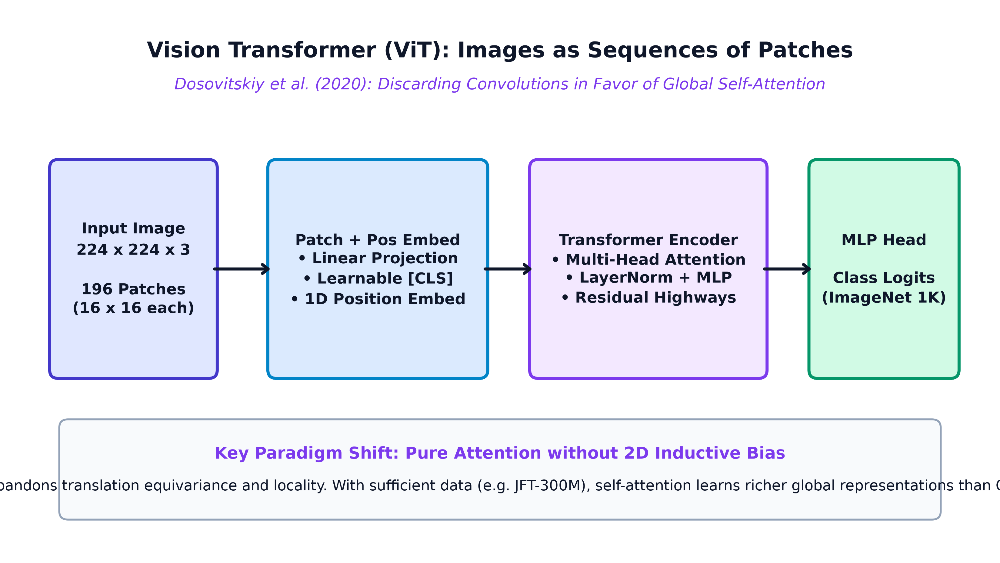 Vision Transformer (ViT): Images as Sequences of Patches
Dosovitskiy et al. (2020): Discarding Convolutions in Favor of Global Self-Attention
Input Image
224 x 224 x 3
196 Patches
(16 x 16 each)
Patch + Pos Embed
• Linear Projection
• Learnable [CLS]
• 1D Position Embed
Transformer Encoder
• Multi-Head Attention
• LayerNorm + MLP
• Residual Highways
MLP Head
Class Logits
(ImageNet 1K)
Key Paradigm Shift: Pure Attention without 2D Inductive Bias
translation equivariance and locality. With sufficient data (e.g. JFT-300M), self-attention learns richer global representations than